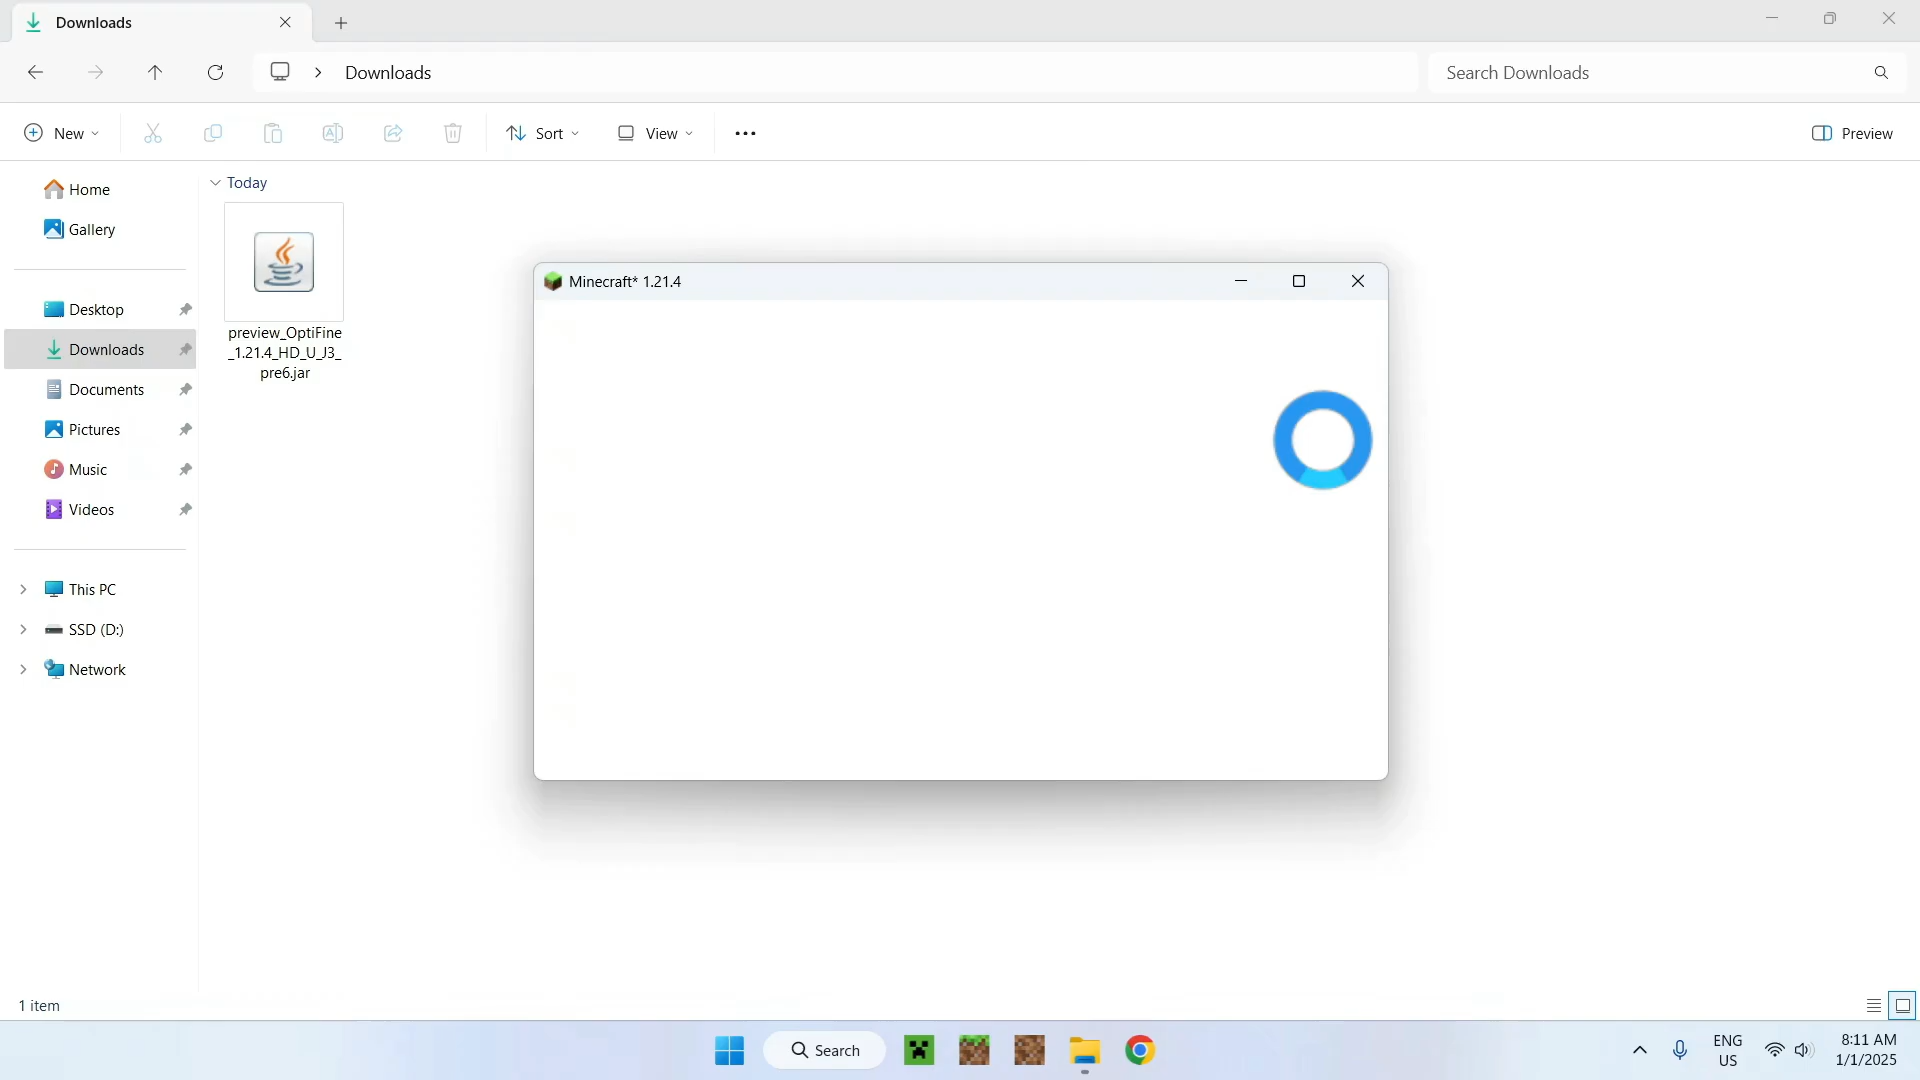 Downloads
Downloads
Search Downloads
New
Sort
View
Preview
Home
Gallery
Desktop
Downloads
Documents
Pictures
Music
Videos
This PC
SSD (D:)
Network
Today
preview_OptiFine
_1.21.4_HD_U_J3_
pre6.jar
Minecraft* 1.21.4
1 item
Search
ENG
US
8:11 AM
1/1/2025